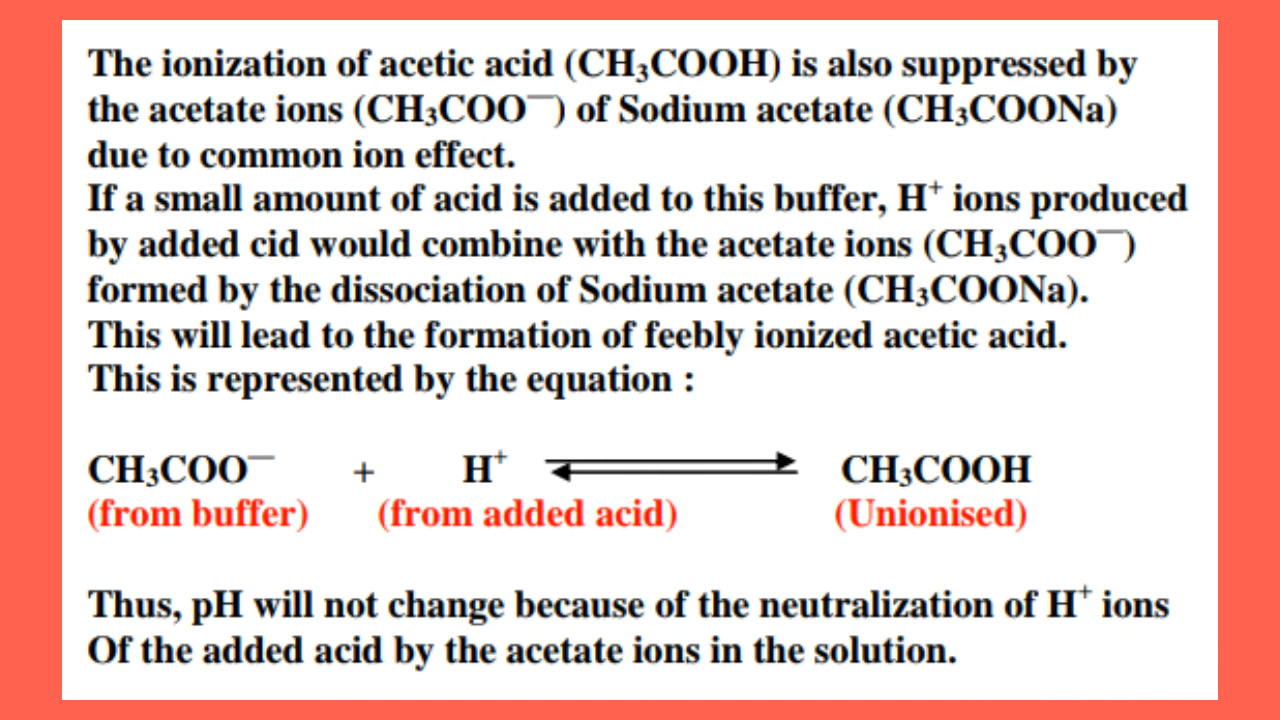 The ionization of acetic acid (CH₃COOH) is also suppressed by
the acetate ions (CH₃COO⁻) of Sodium acetate (CH₃COONa)
due to common ion effect.
If a small amount of acid is added to this buffer, H⁺ ions produced
by added cid would combine with the acetate ions (CH₃COO⁻)
formed by the dissociation of Sodium acetate (CH₃COONa).
This will lead to the formation of feebly ionized acetic acid.
This is represented by the equation :
CH₃COO⁻ + H⁺ ⇌ CH₃COOH
(from buffer) (from added acid) (Unionised)
Thus, pH will not change because of the neutralization of H⁺ ions
Of the added acid by the acetate ions in the solution.